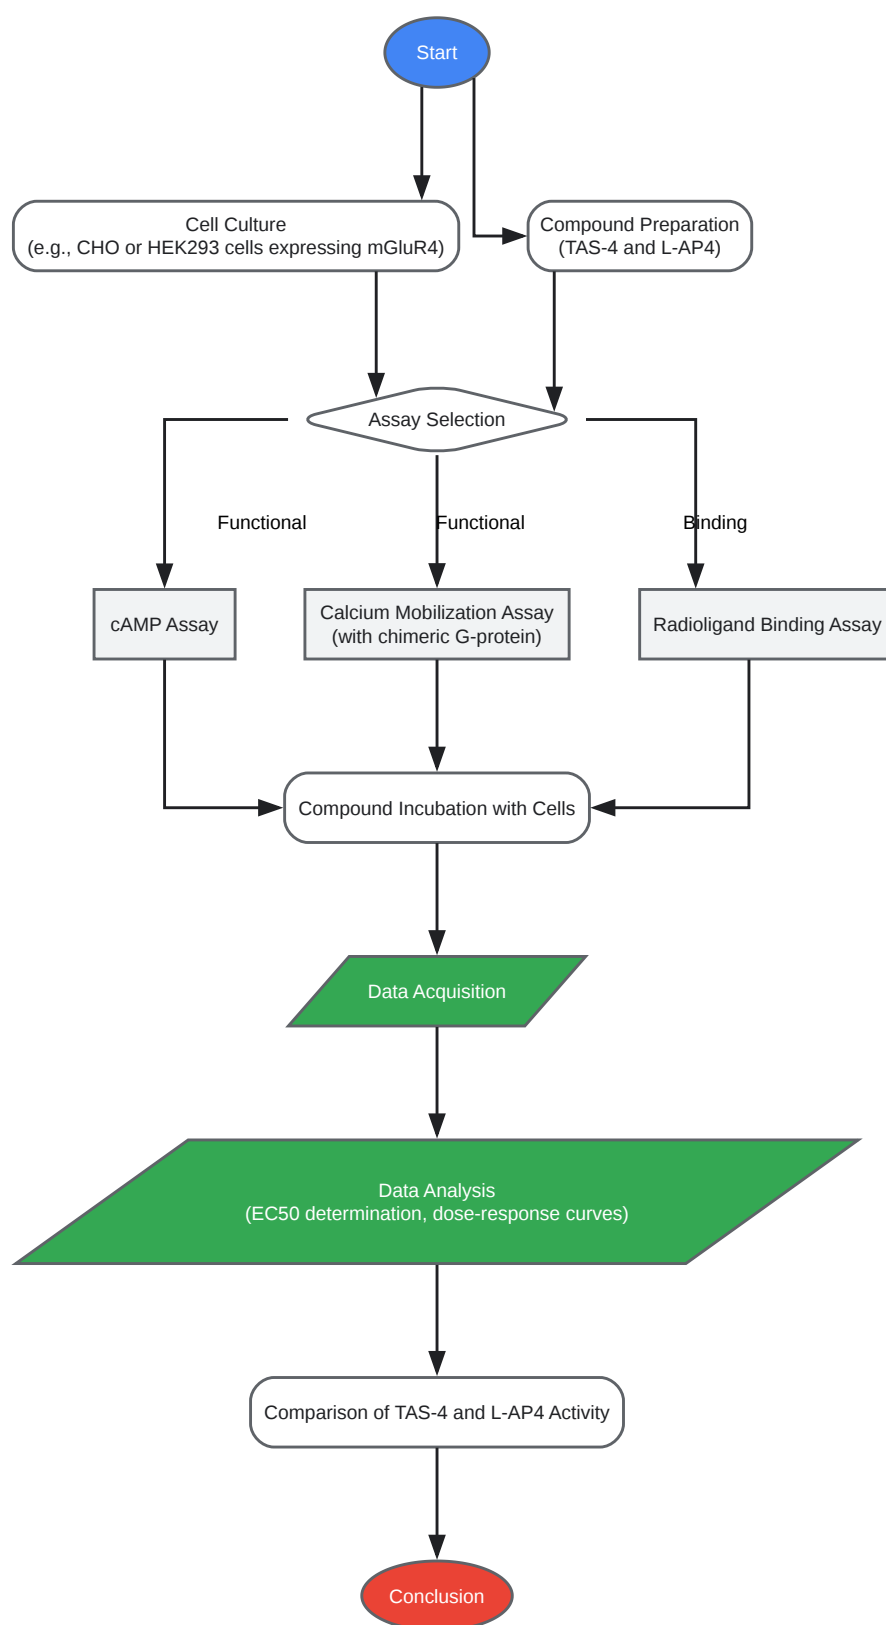 Start
Cell Culture
(e.g., CHO or HEK293 cells expressing mGluR4)
Compound Preparation
(TAS-4 and L-AP4)
Assay Selection
Functional
Functional
Binding
cAMP Assay
Calcium Mobilization Assay
(with chimeric G-protein)
Radioligand Binding Assay
Compound Incubation with Cells
Data Acquisition
Data Analysis
(EC50 determination, dose-response curves)
Comparison of TAS-4 and L-AP4 Activity
Conclusion